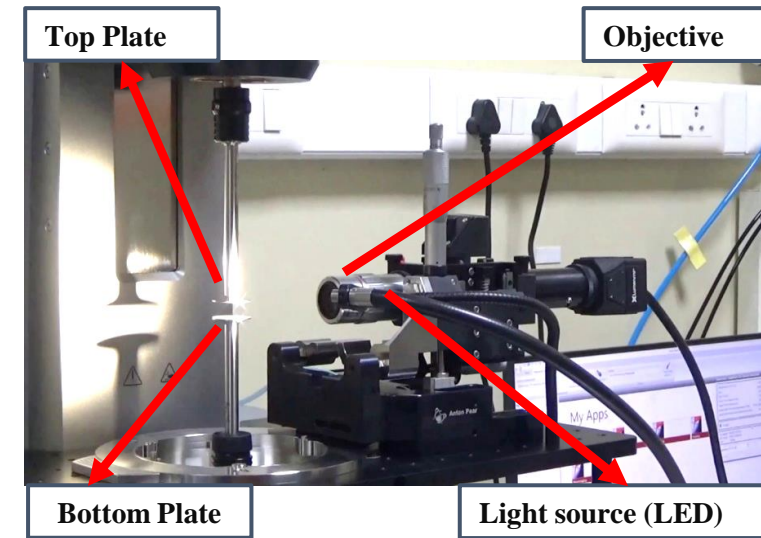 Top Plate
Objective
My Apps
Anton Paar
Bottom Plate
Light source (LED)